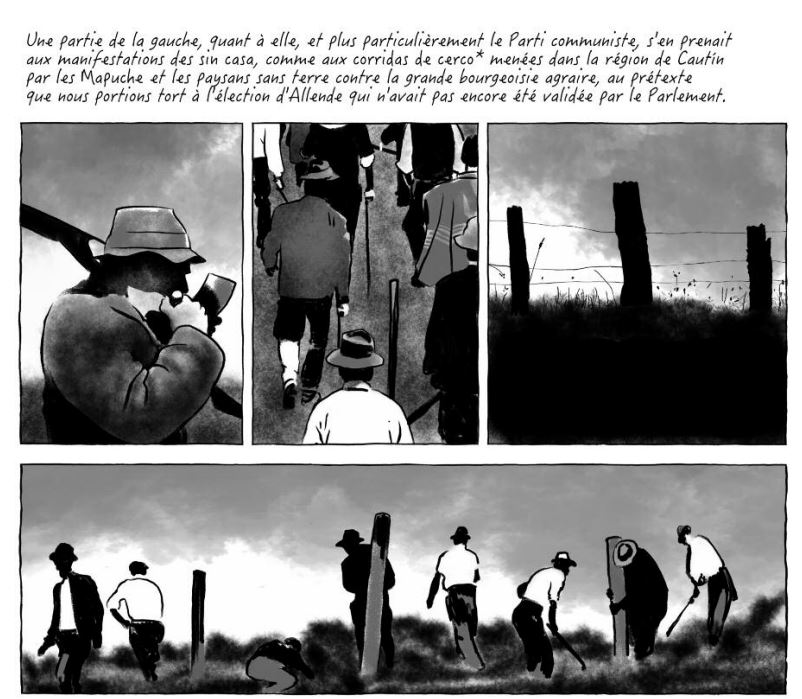 Une partie de la gauche, quant à elle, et plus particulièrement le Parti communiste, s'en prenait
aux manifestations des sin casa, comme aux corridas de cerco* menées dans la région de Cautín
par les Mapuche et les paysans sans terre contre la grande bourgeoisie agraire, au prétexte
que nous portions tort à l'élection d'Allende qui n'avait pas encore été validée par le Parlement.